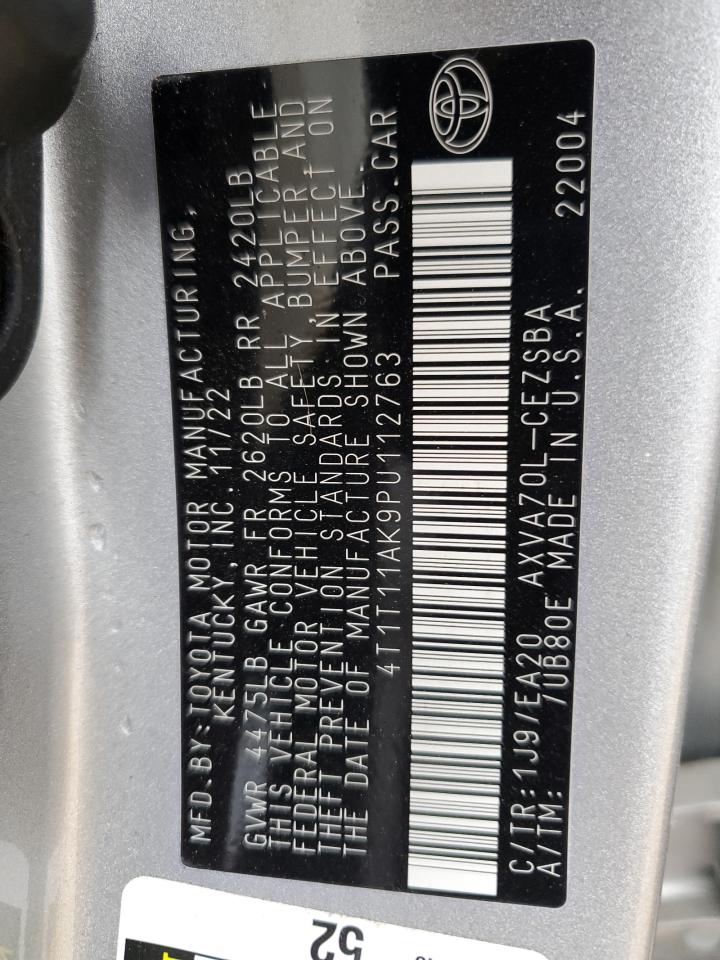 MFD.BY:TOYOTA MOTOR MANUFACTURING,
KENTUCKY, INC. 11/22
GVWR 4475LB GAWR FR 2620LB RR 2420LB
THIS VEHICLE CONFORMS TO ALL APPLICABLE
FEDERAL MOTOR VEHICLE SAFETY, BUMPER, AND
THEFT PREVENTION STANDARDS IN EFFECT ON
THE DATE OF MANUFACTURE SHOWN ABOVE.
4T1T11AK9PU112763 PASS.CAR
C/TR:1J9/EA20 AXVA70L-CEZSBA
A/TM: 7UB80E MADE IN U.S.A. 22004
52